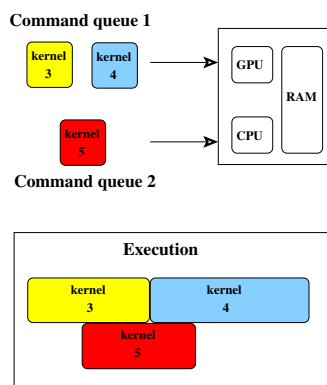 Command queue 1
kernel
3
kernel
4
GPU
RAM
kernel
5
CPU
Command queue 2
Execution
kernel
3
kernel
4
kernel
5